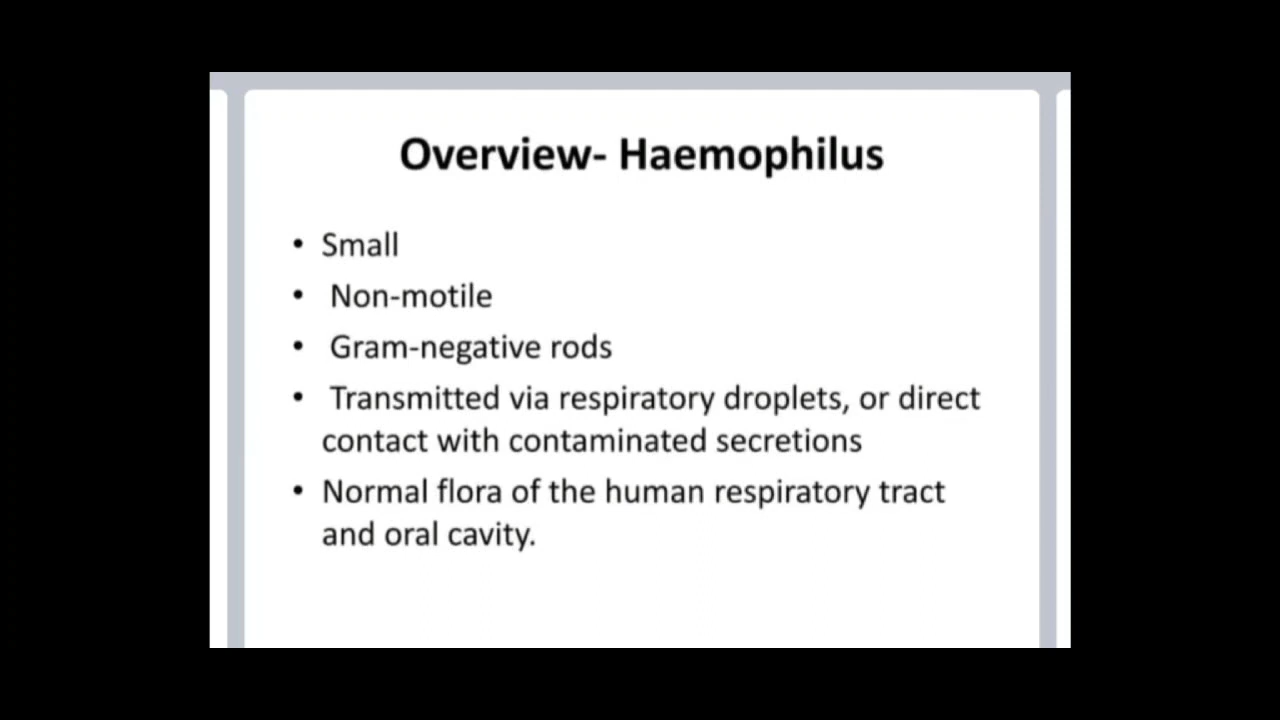 Overview- Haemophilus
• Small
• Non-motile
• Gram-negative rods
• Transmitted via respiratory droplets, or direct
contact with contaminated secretions
• Normal flora of the human respiratory tract
and oral cavity.